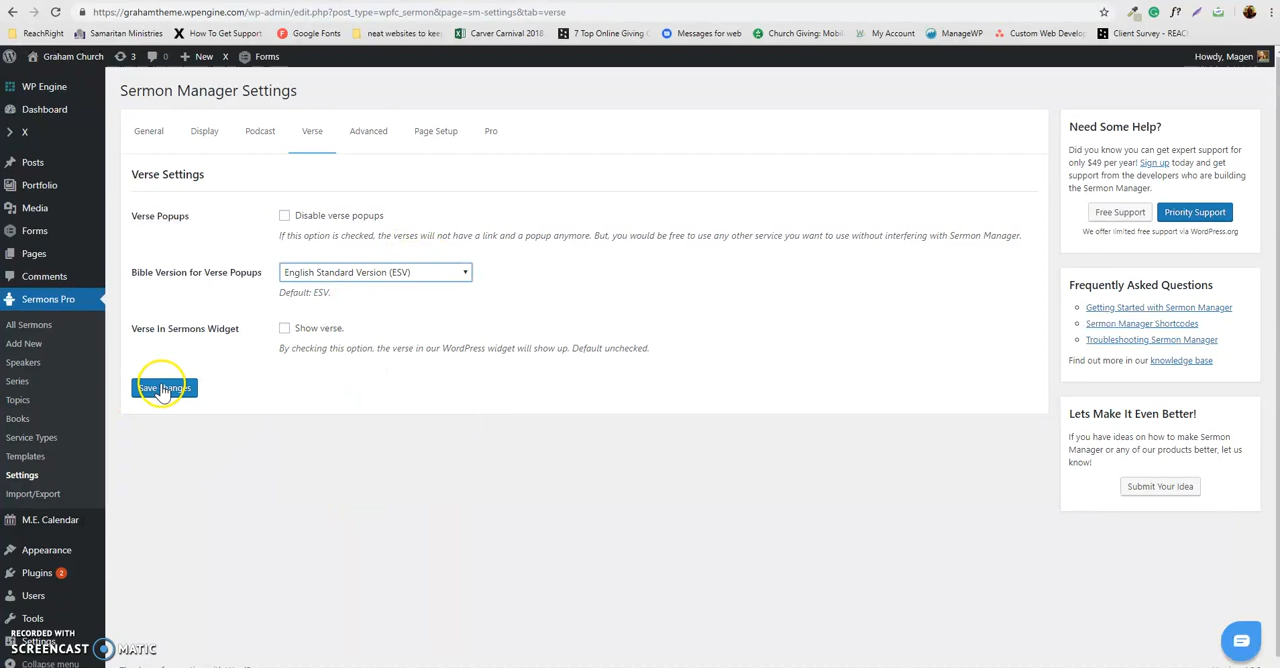 https://grahamtheme.wpengine.com/wp-admin/edit.php?post_type=wpfc_sermon&page=sm-settings&tab=verse
ReachRight
Samaritan Ministries
How To Get Support
Google Fonts
neat websites to kee
Carver Carnival 2018
7 Top Online Giving
Messages for web
Church Giving: Mobil
My Account
ManageWP
Custom Web Develo
Client Survey - REAC
Graham Church
3
0
New
X
Forms
Howdy, Magen
WP Engine
Dashboard
X
Posts
Portfolio
Media
Forms
Pages
Comments
Sermons Pro
All Sermons
Add New
Speakers
Series
Topics
Books
Service Types
Templates
Settings
Import/Export
M.E. Calendar
Appearance
Plugins 2
Users
Tools
Settings
Collapse menu
RECORDED WITH
SCREENCAST MATIC
Sermon Manager Settings
General
Display
Podcast
Verse
Advanced
Page Setup
Pro
Verse Settings
Verse Popups
Disable verse popups
If this option is checked, the verses will not have a link and a popup anymore. But, you would be free to use any other service you want to use without interfering with Sermon Manager.
Bible Version for Verse Popups
English Standard Version (ESV)
Default: ESV.
Verse In Sermons Widget
Show verse.
By checking this option, the verse in our WordPress widget will show up. Default unchecked.
Save Changes
Need Some Help?
Did you know you can get expert support for
only $49 per year! Sign up today and get
support from the developers who are building
the Sermon Manager.
Free Support
Priority Support
We offer limited free support via WordPress.org
Frequently Asked Questions
Getting Started with Sermon Manager
Sermon Manager Shortcodes
Troubleshooting Sermon Manager
Find out more in our knowledge base
Lets Make It Even Better!
If you have ideas on how to make Sermon
Manager or any of our products better, let us
know!
Submit Your Idea